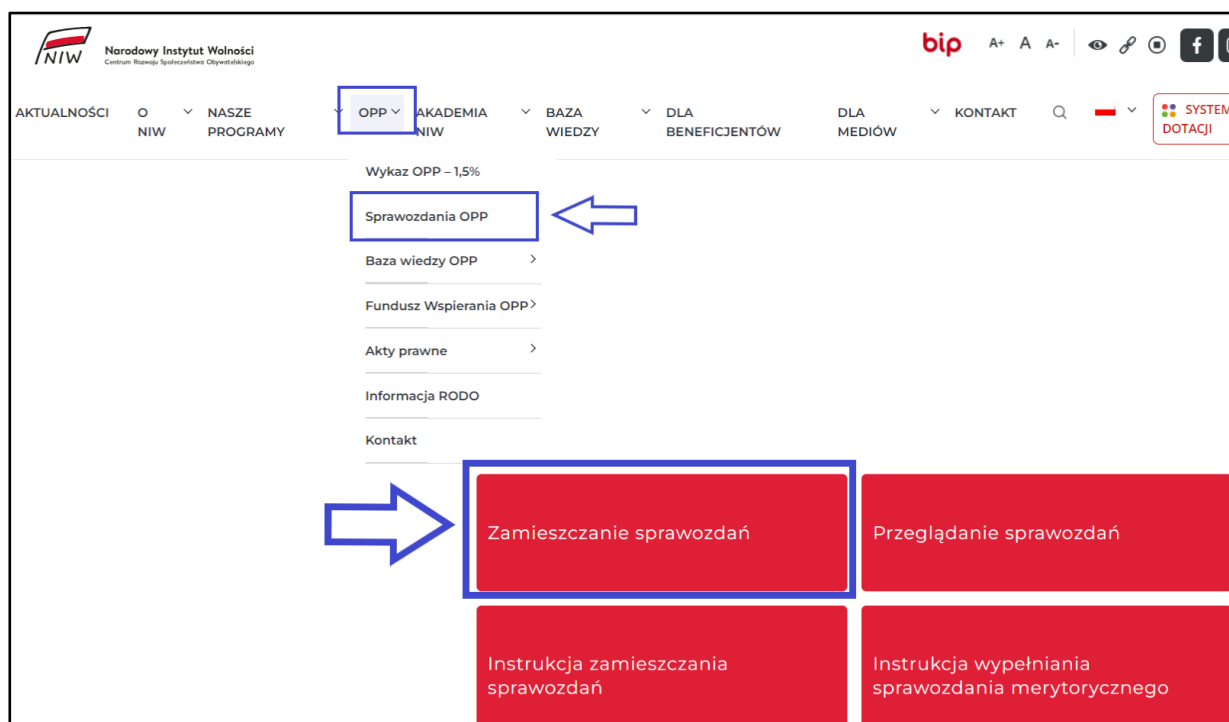 NIW
Narodowy Instytut Wolności
Centrum Rozwoju Społeczeństwa Obywatelskiego
bip A+ A A-
AKTUALNOŚCI
O
NIW
NASZE
PROGRAMY
OPP
AKADEMIA
NIW
BAZA
WIEDZY
DLA
BENEFICJENTÓW
DLA
MEDIÓW
KONTAKT
SYSTEM
DOTACJI
Wykaz OPP – 1,5%
Sprawozdania OPP
Baza wiedzy OPP
Fundusz Wspierania OPP
Akty prawne
Informacja RODO
Kontakt
Zamieszczanie sprawozdań
Przeglądanie sprawozdań
Instrukcja zamieszczania
sprawozdań
Instrukcja wypełniania
sprawozdania merytorycznego